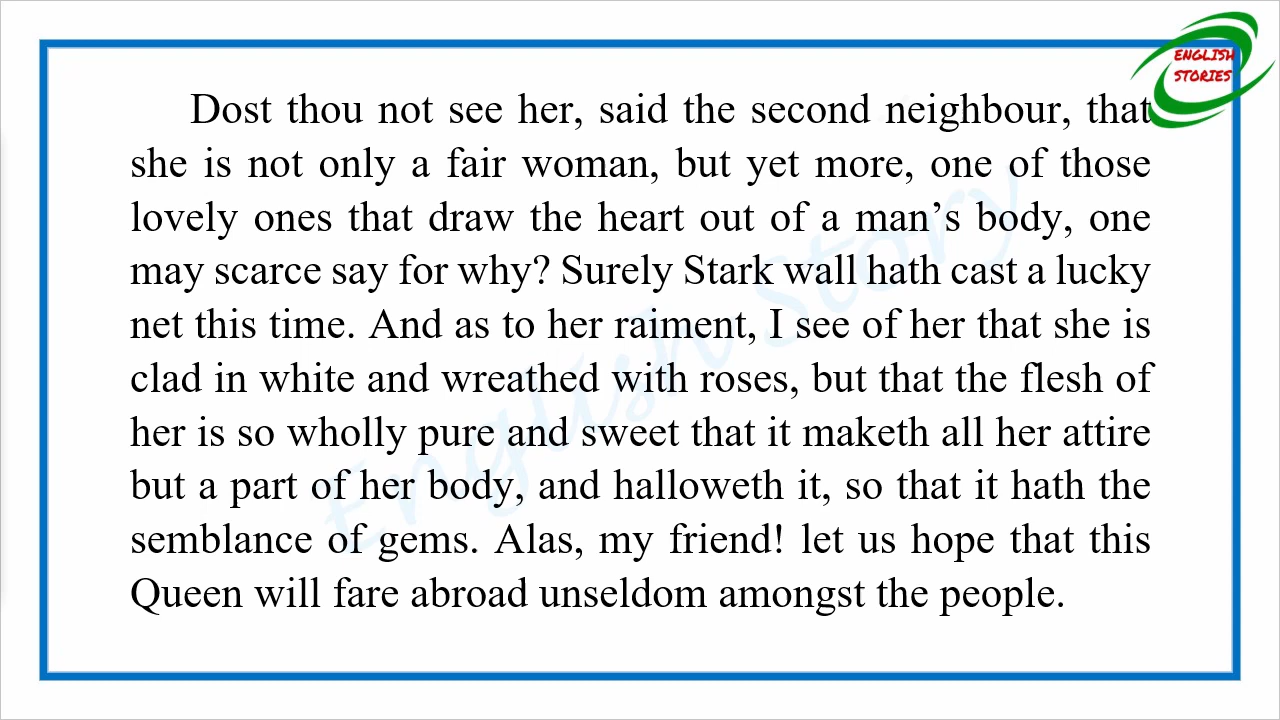 ENGLISH
STORIES
Dost thou not see her, said the second neighbour, that
she is not only a fair woman, but yet more, one of those
lovely ones that draw the heart out of a man’s body, one
may scarce say for why? Surely Stark wall hath cast a lucky
net this time. And as to her raiment, I see of her that she is
clad in white and wreathed with roses, but that the flesh of
her is so wholly pure and sweet that it maketh all her attire
but a part of her body, and halloweth it, so that it hath the
semblance of gems. Alas, my friend! let us hope that this
Queen will fare abroad unseldom amongst the people.
English Story